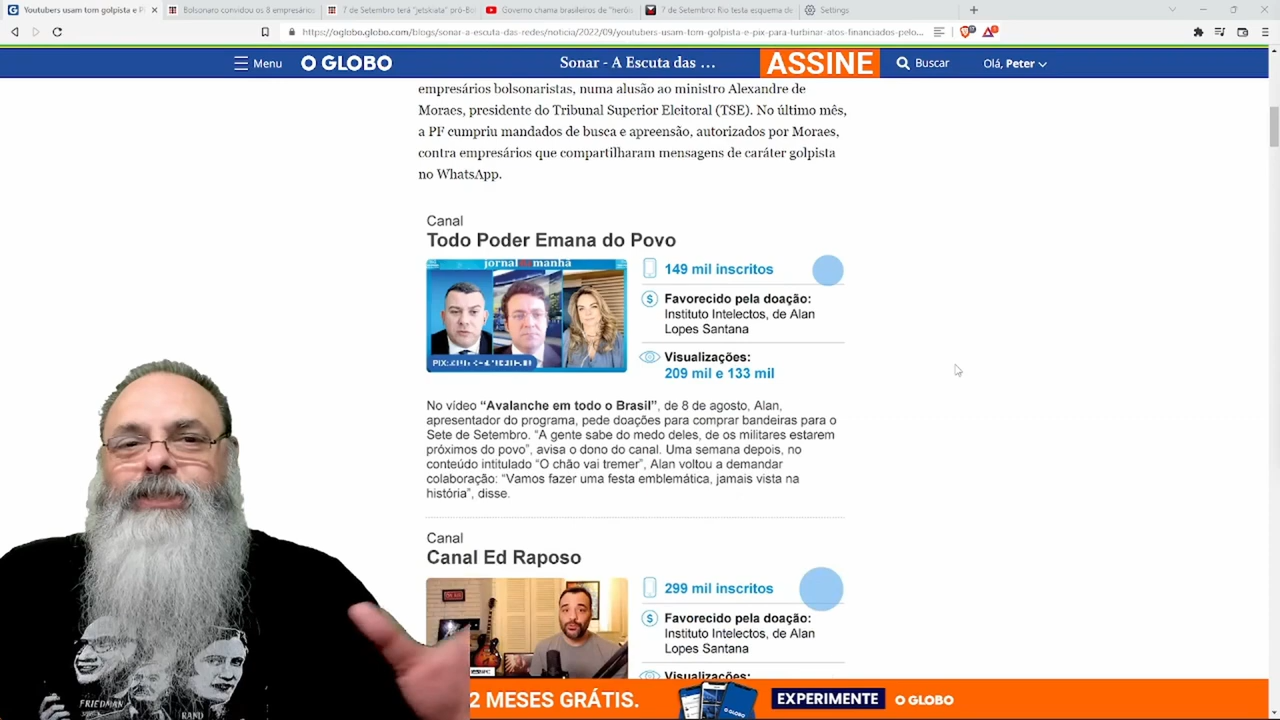 Youtubers usam tom golpista e P
Bolsonaro convidou os 8 empresários
7 de Setembro terá "jetskiata" pró-Bo
Governo chama brasileiros de "heróis
7 de Setembro: Rio testa esquema de
Settings
https://oglobo.globo.com/blogs/sonar-a-escuta-das-redes/noticia/2022/09/youtubers-usam-tom-golpista-e-pix-para-turbinar-atos-financiados-pelo...
Menu
O GLOBO
Sonar - A Escuta das ...
ASSINE
Buscar
Olá, Peter
empresários bolsonaristas, numa alusão ao ministro Alexandre de
Moraes, presidente do Tribunal Superior Eleitoral (TSE). No último mês,
a PF cumpriu mandados de busca e apreensão, autorizados por Moraes,
contra empresários que compartilharam mensagens de caráter golpista
no WhatsApp.
Canal
Todo Poder Emana do Povo
jornal da manhã
149 mil inscritos
Favorecido pela doação:
Instituto Intelectos, de Alan
Lopes Santana
Visualizações:
209 mil e 133 mil
No vídeo “Avalanche em todo o Brasil”, de 8 de agosto, Alan,
apresentador do programa, pede doações para comprar bandeiras para o
Sete de Setembro. “A gente sabe do medo deles, de os militares estarem
próximos do povo”, avisa o dono do canal. Uma semana depois, no
conteúdo intitulado “O chão vai tremer”, Alan voltou a demandar
colaboração: “Vamos fazer uma festa emblemática, jamais vista na
história”, disse.
Canal
Canal Ed Raposo
299 mil inscritos
Favorecido pela doação:
Instituto Intelectos, de Alan
Lopes Santana
Visualizações:
FRIEDMAN
RAND
2 MESES GRÁTIS.
EXPERIMENTE
O GLOBO